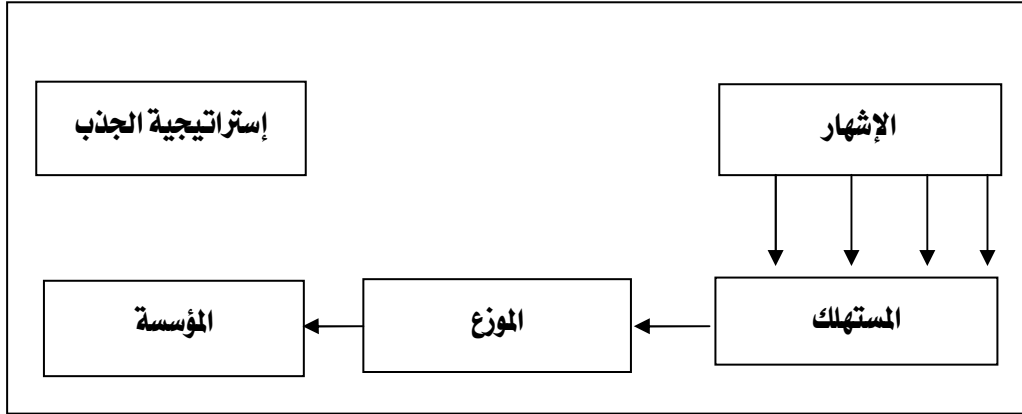 الإشهار
إستراتيجية الجذب
المستهلك
الموزع
المؤسسة